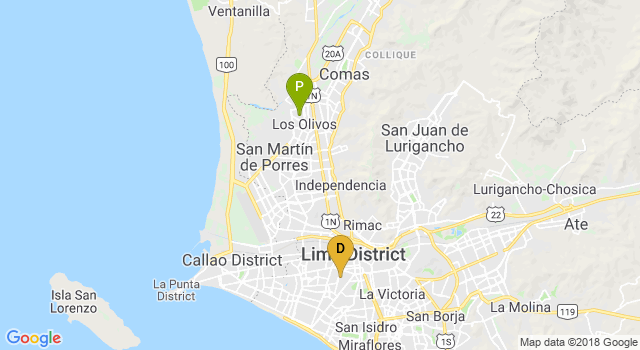 Ventanilla
20A
COLLIQUE
100
Comas
P
1N
Los Olivos
San Juan de
Lurigancho
San Martín
de Porres
Independencia
Lurigancho-Chosica
1N
Rimac
22
Ate
D
Callao District
Lima District
La Punta
District
Isla San
Lorenzo
La Victoria
La Molina
119
San Borja
San Isidro
1S
Miraflores
Google
Map data ©2018 Google